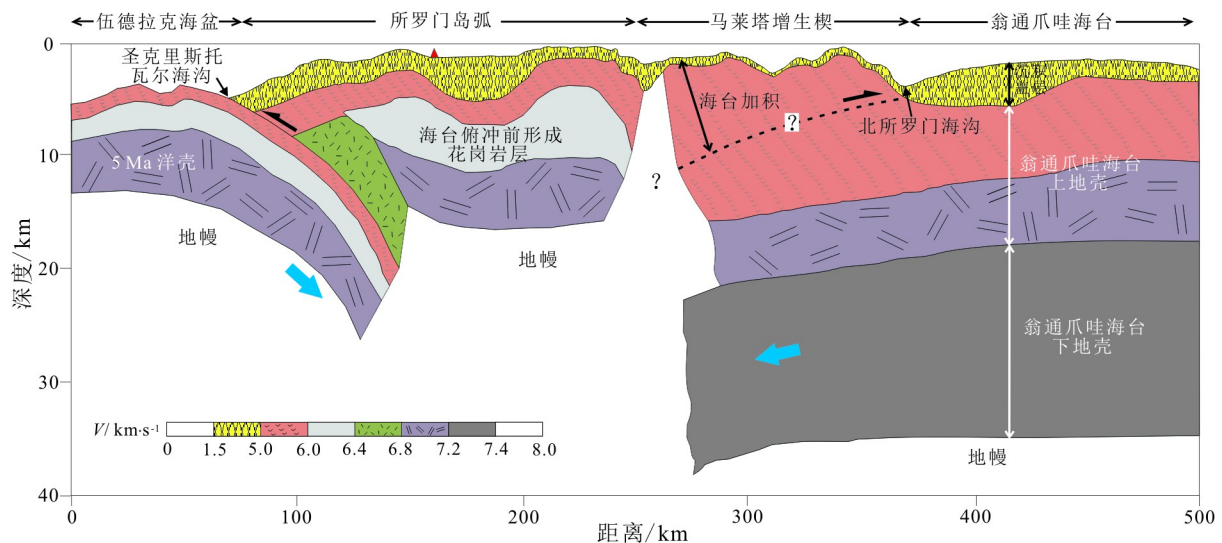 伍德拉克海盆
所罗门岛弧
马莱塔增生楔
翁通爪哇海台
圣克里斯托
瓦尔海沟
海台加积
?
北所罗门海沟
海台俯冲前形成
花岗岩层
5 Ma 洋壳
?
翁通爪哇海台
上地壳
地幔
地幔
翁通爪哇海台
下地壳
地幔
V/ km·s⁻¹
0 1.5 5.0 6.0 6.4 6.8 7.2 7.4 8.0
深度/km
0
10
20
30
40
0 100 200 300 400 500
距离/km